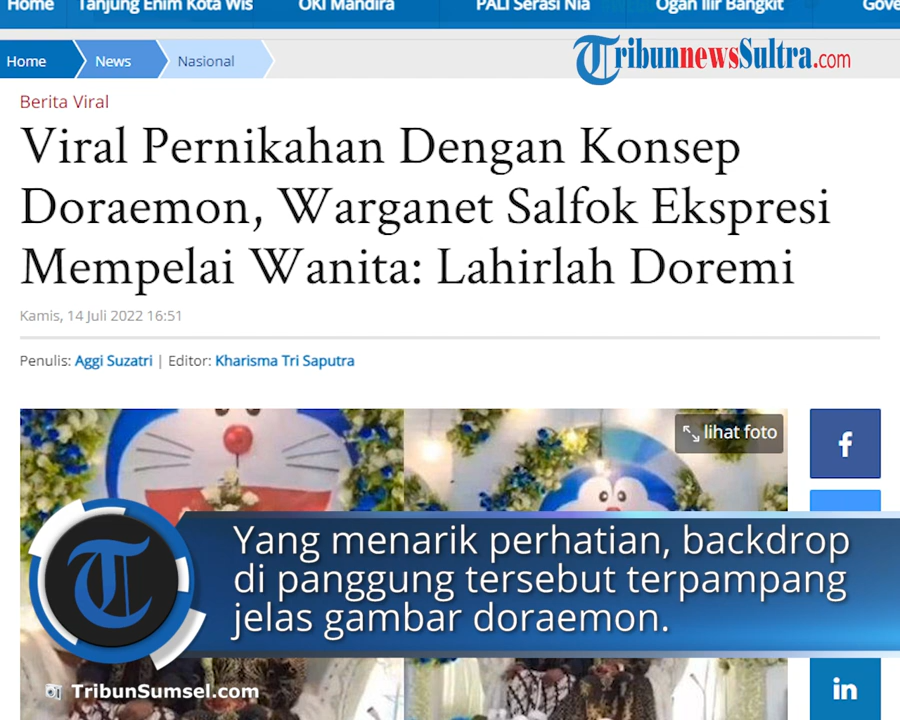 Home Tanjung Enim Kota Wis OKI Mandira PALI Serasi Nia Ogan Ilir Bangkit Gove
Home News Nasional
TribunnewsSultra.com
Berita Viral
Viral Pernikahan Dengan Konsep
Doraemon, Warganet Salfok Ekspresi
Mempelai Wanita: Lahirlah Doremi
Kamis, 14 Juli 2022 16:51
Penulis: Aggi Suzatri | Editor: Kharisma Tri Saputra
lihat foto
f
Yang menarik perhatian, backdrop
di panggung tersebut terpampang
jelas gambar doraemon.
T
TribunSumsel.com
in